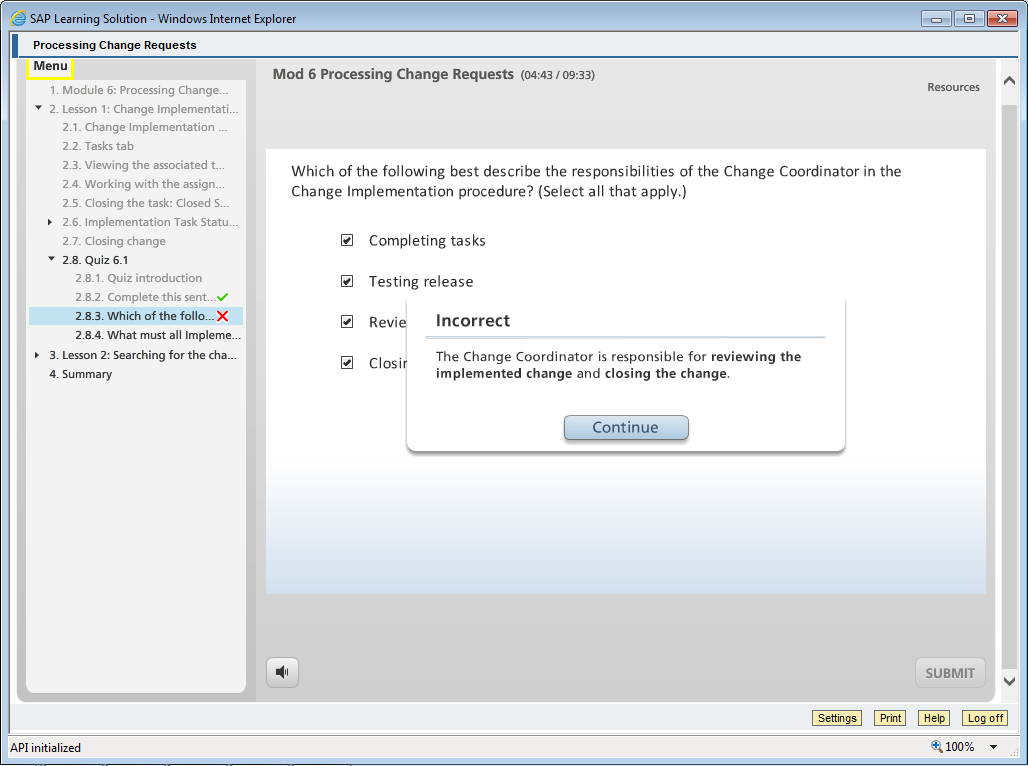 SAP Learning Solution - Windows Internet Explorer
Processing Change Requests
Menu
1. Module 6: Processing Change...
2. Lesson 1: Change Implementati...
2.1. Change Implementation ...
2.2. Tasks tab
2.3. Viewing the associated t...
2.4. Working with the assign...
2.5. Closing the task: Closed S...
2.6. Implementation Task Statu...
2.7. Closing change
2.8. Quiz 6.1
2.8.1. Quiz introduction
2.8.2. Complete this sent...
2.8.3. Which of the follo...
2.8.4. What must all Impleme...
3. Lesson 2: Searching for the cha...
4. Summary
Mod 6 Processing Change Requests (04:43 / 09:33)
Resources
Which of the following best describe the responsibilities of the Change Coordinator in the
Change Implementation procedure? (Select all that apply.)
Completing tasks
Testing release
Revie
Closin
Incorrect
The Change Coordinator is responsible for reviewing the
implemented change and closing the change.
Continue
SUBMIT
Settings Print Help Log off
API initialized
100%